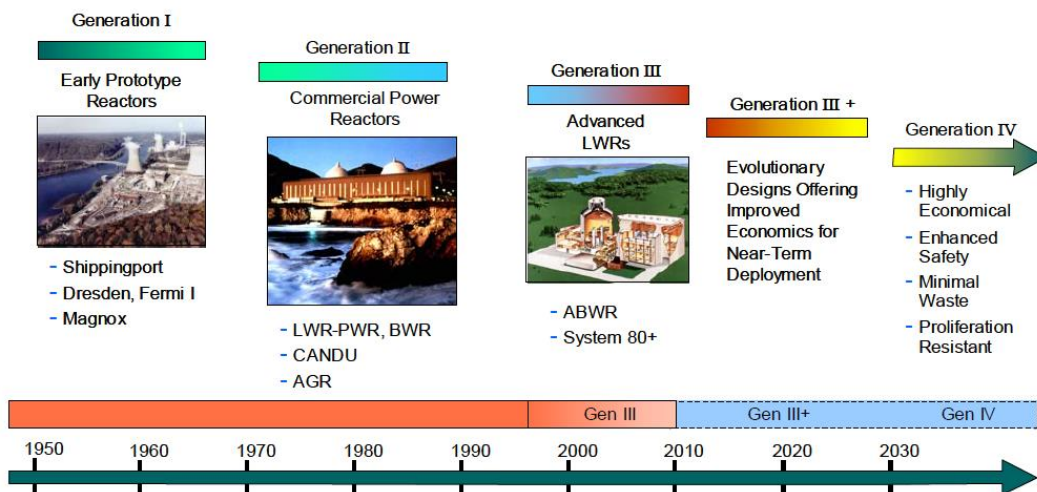 Generation I
Early Prototype
Reactors
- Shippingport
- Dresden, Fermi I
- Magnox
Generation II
Commercial Power
Reactors
- LWR-PWR, BWR
- CANDU
- AGR
Generation III
Advanced
LWRs
- ABWR
- System 80+
Generation III +
Evolutionary
Designs Offering
Improved
Economics for
Near-Term
Deployment
Generation IV
- Highly
Economical
- Enhanced
Safety
- Minimal
Waste
- Proliferation
Resistant
Gen III
Gen III+
Gen IV
1950
1960
1970
1980
1990
2000
2010
2020
2030